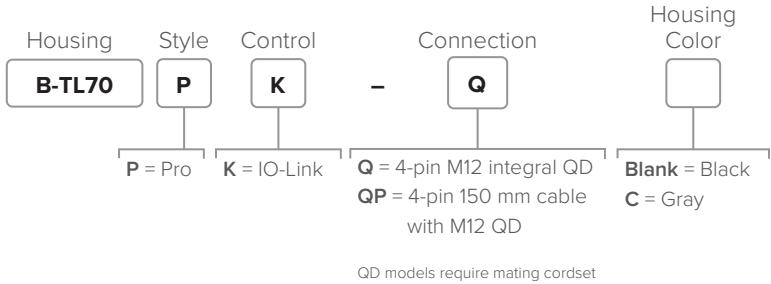 Housing Style Control Connection Housing Color
B-TL70 P K – Q
P = Pro
K = IO-Link
Q = 4-pin M12 integral QD
QP = 4-pin 150 mm cable
with M12 QD
Blank = Black
C = Gray
QD models require mating cordset